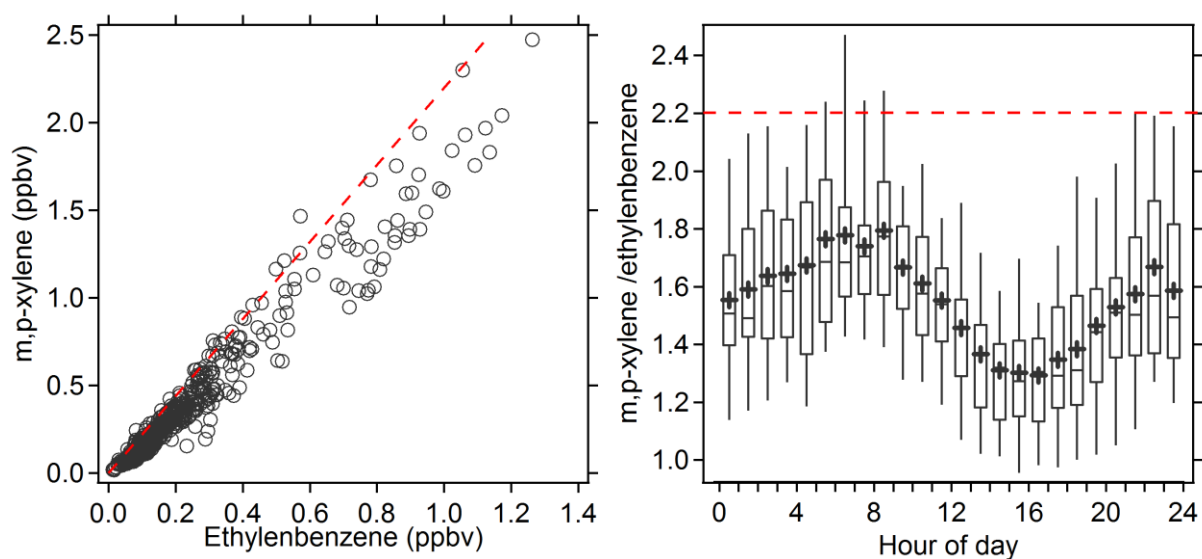 2.5
2.0
1.5
1.0
0.5
0.0
m,p-xylene (ppbv)
0.0 0.2 0.4 0.6 0.8 1.0 1.2 1.4
Ethylenbenzene (ppbv)
2.4
2.2
2.0
1.8
1.6
1.4
1.2
1.0
m,p-xylene /ethylenbenzene
0 4 8 12 16 20 24
Hour of day